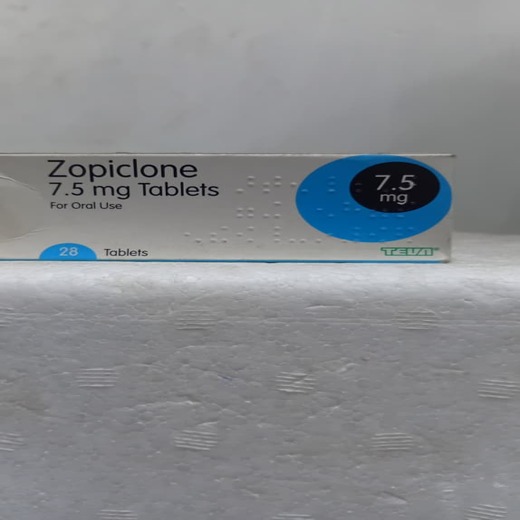 Zopiclone
7.5 mg Tablets
For Oral Use
28 Tablets
7.5
mg
TEVA